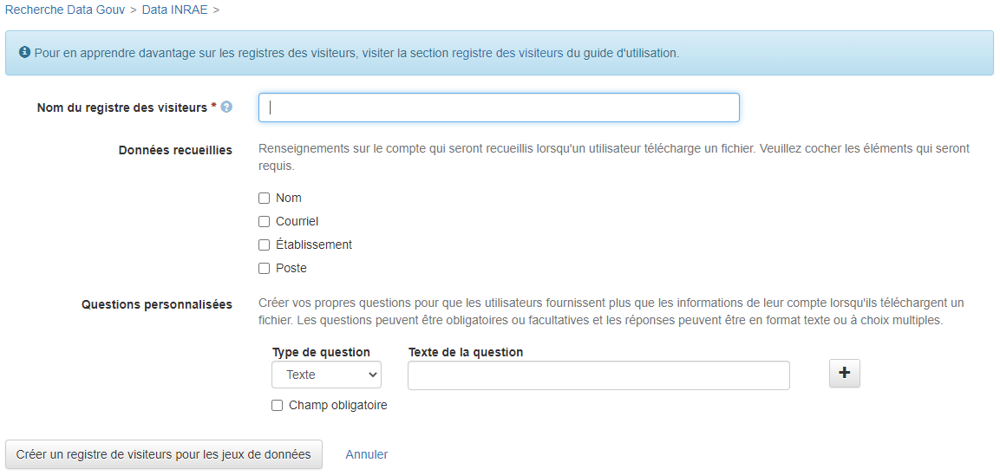 Recherche Data Gouv > Data INRAE >
Pour en apprendre davantage sur les registres des visiteurs, visiter la section registre des visiteurs du guide d'utilisation.
Nom du registre des visiteurs * ?
Données recueillies
Renseignements sur le compte qui seront recueillis lorsqu'un utilisateur télécharge un fichier. Veuillez cocher les éléments qui seront
requis.
Nom
Courriel
Établissement
Poste
Questions personnalisées
Créer vos propres questions pour que les utilisateurs fournissent plus que les informations de leur compte lorsqu'ils téléchargent un
fichier. Les questions peuvent être obligatoires ou facultatives et les réponses peuvent être en format texte ou à choix multiples.
Type de question Texte de la question
Texte
+
Champ obligatoire
Créer un registre de visiteurs pour les jeux de données Annuler